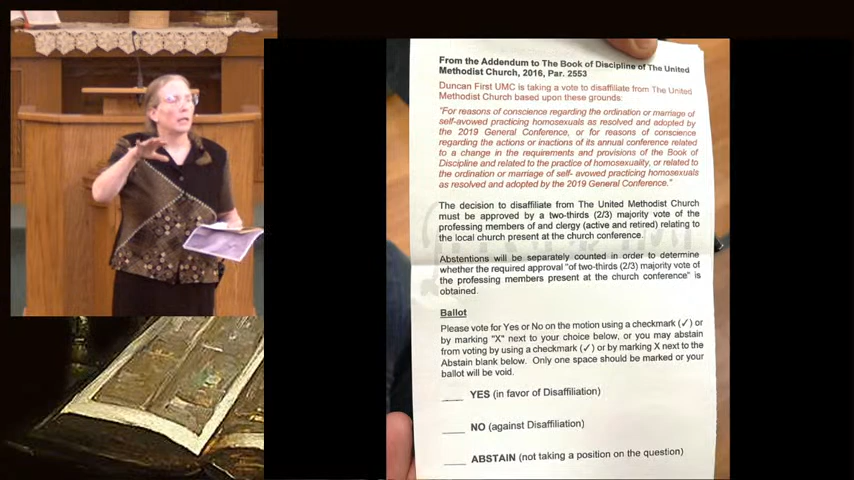 From the Addendum to The Book of Discipline of The United
Methodist Church, 2016, Par. 2553
Duncan First UMC is taking a vote to disaffiliate from The United
Methodist Church based upon these grounds:
"For reasons of conscience regarding the ordination or marriage of
self-avowed practicing homosexuals as resolved and adopted by
the 2019 General Conference, or for reasons of conscience
regarding the actions or inactions of its annual conference related
to a change in the requirements and provisions of the Book of
Discipline and related to the practice of homosexuality, or related to
the ordination or marriage of self- avowed practicing homosexuals
as resolved and adopted by the 2019 General Conference."
The decision to disaffiliate from The United Methodist Church
must be approved by a two-thirds (2/3) majority vote of the
professing members of and clergy (active and retired) relating to
the local church present at the church conference.
Abstentions will be separately counted in order to determine
whether the required approval "of two-thirds (2/3) majority vote of
the professing members present at the church conference" is
obtained.
Ballot
Please vote for Yes or No on the motion using a checkmark (✓) or
by marking "X" next to your choice below, or you may abstain
from voting by using a checkmark (✓) or by marking X next to the
Abstain blank below. Only one space should be marked or your
ballot will be void.
____ YES (in favor of Disaffiliation)
____ NO (against Disaffiliation)
____ ABSTAIN (not taking a position on the question)